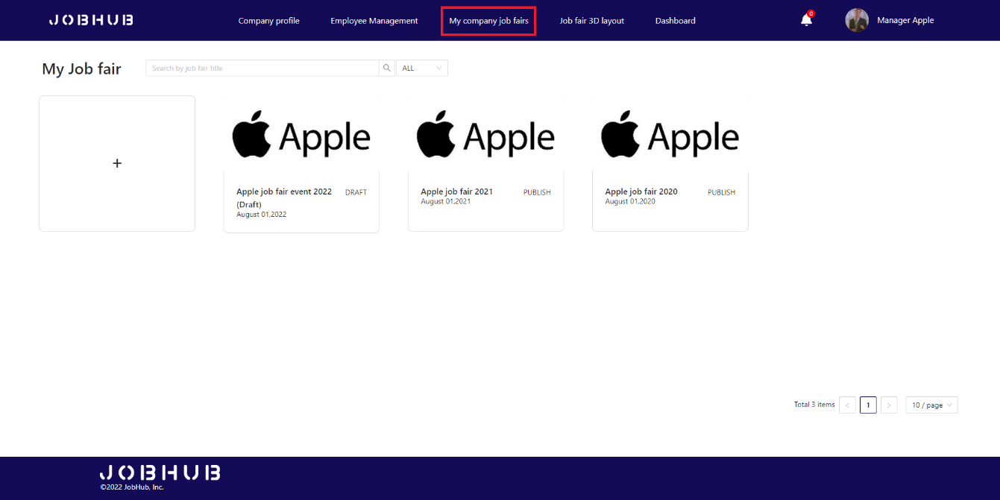 JOBHUB
Company profile
Employee Management
My company job fairs
Job fair 3D layout
Dashboard
0
Manager Apple
My Job fair
Search by job fair title
ALL
+
Apple
Apple job fair event 2022
(Draft)
DRAFT
August 01,2022
Apple
Apple job fair 2021
PUBLISH
August 01,2021
Apple
Apple job fair 2020
PUBLISH
August 01,2020
Total 3 items
<
1
>
10 / page
JOBHUB
©2022 JobHub, Inc.